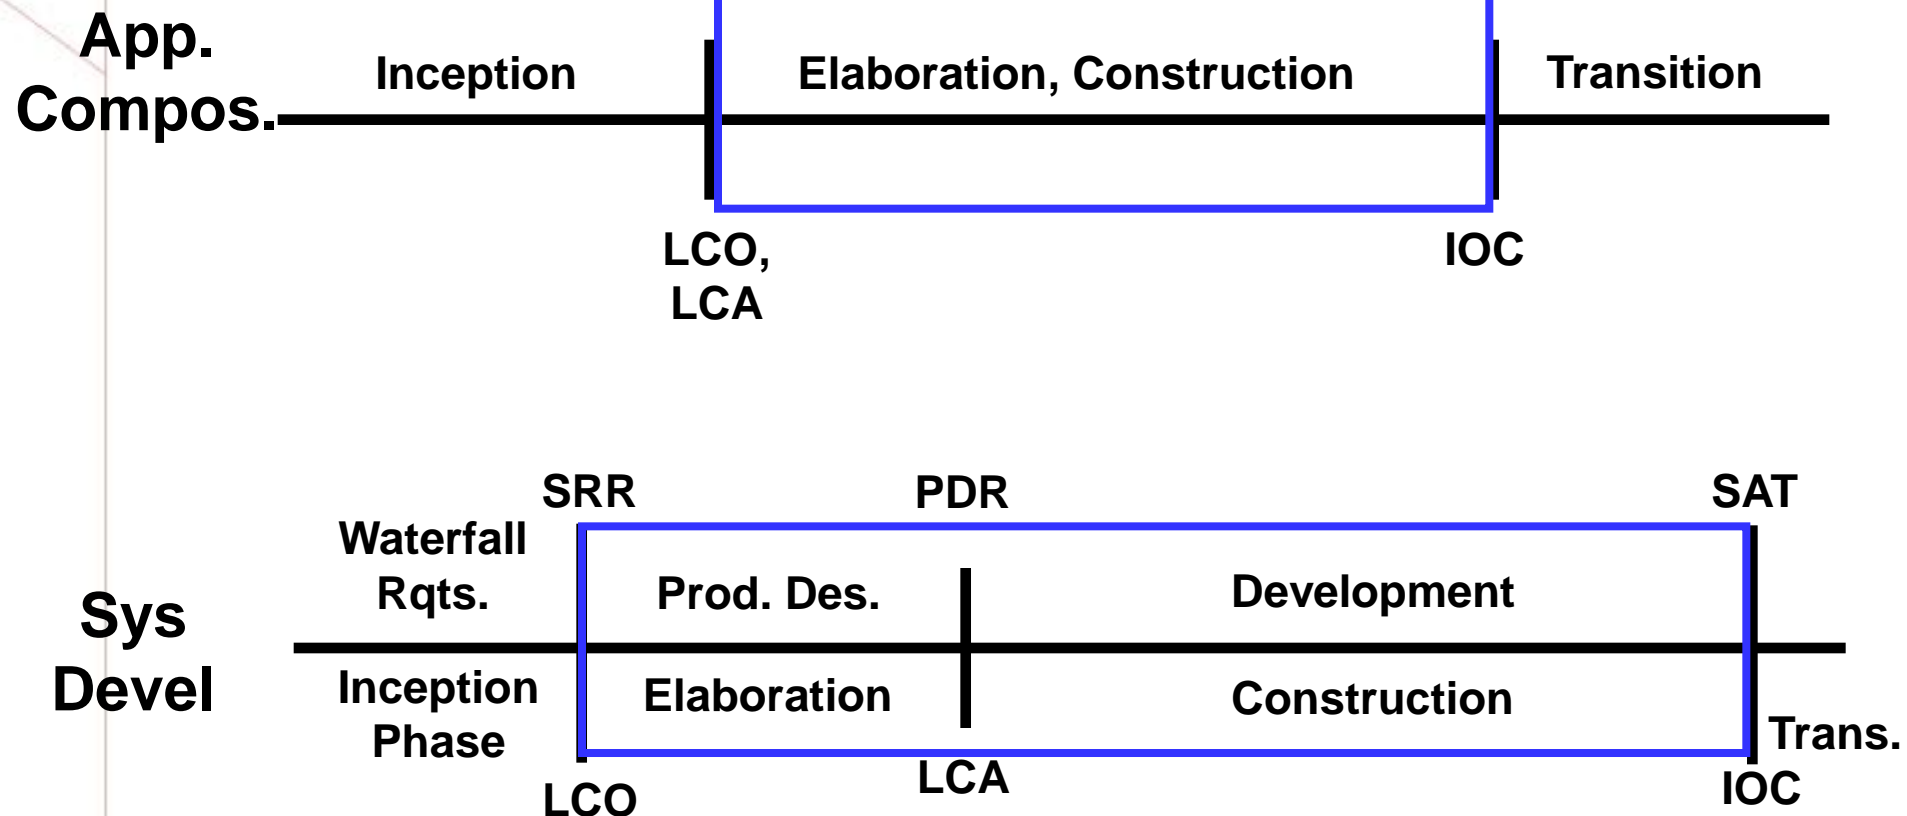 App.
Compos.
Inception
Elaboration, Construction
Transition
LCO,
LCA
IOC
SRR
PDR
SAT
Waterfall
Rqts.
Prod. Des.
Development
Sys
Devel
Inception
Phase
Elaboration
Construction
Trans.
LCO
LCA
IOC